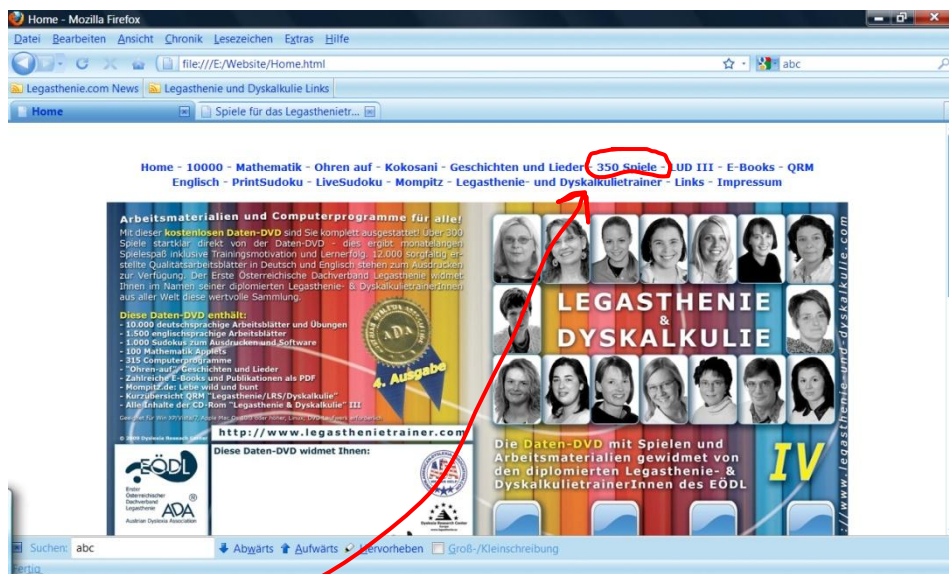 Home - Mozilla Firefox
Datei Bearbeiten Ansicht Chronik Lesezeichen Extras Hilfe
file:///E:/Website/Home.html
abc
Legasthenie.com News Legasthenie und Dyskalkulie Links
Home Spiele für das Legasthenietr...
Home - 10000 - Mathematik - Ohren auf - Kokosani - Geschichten und Lieder - 350 Spiele - LUD III - E-Books - QRM
Englisch - PrintSudoku - LiveSudoku - Mompitz - Legasthenie- und Dyskalkulietrainer - Links - Impressum
Arbeitsmaterialien und Computerprogramme für alle!
Mit dieser kostenlosen Daten-DVD sind Sie komplett ausgestattet! Über 300
Spiele startklar direkt von der Daten-DVD - dies ergibt monatelangen
Spielespaß inklusive Trainingsmotivation und Lernerfolg. 12.000 sorgfältig er-
stellte Qualitätsarbeitsblätter in Deutsch und Englisch stehen zum Ausdrucken
zur Verfügung. Der Erste Österreichische Dachverband Legasthenie widmet
Ihnen im Namen seiner diplomierten Legasthenie- & DyskalkulietrainerInnen
aus aller Welt diese wertvolle Sammlung.
Diese Daten-DVD enthält:
- 10.000 deutschsprachige Arbeitsblätter und Übungen
- 1.500 englischsprachige Arbeitsblätter
- 1.000 Sudokus zum Ausdrucken und Software
- 100 Mathematik Applets
- 315 Computerprogramme
- "Ohren-auf" Geschichten und Lieder
- Zahlreiche E-Books und Publikationen als PDF
- Mompitz.de: Lebe wild und bunt
- Kurzübersicht QRM "Legasthenie/LRS/Dyskalkulie"
- Alle Inhalte der CD-Rom "Legasthenie & Dyskalkulie" III
ADA
4. Ausgabe
http://www.legasthenietrainer.com
Diese Daten-DVD widmet Ihnen:
EÖDL
Erster
Österreichischer
Dachverband
Legasthenie
ADA ®
Austrian Dyslexia Association
Dyslexia Research Center
LEGASTHENIE
&
DYSKALKULIE
Die Daten-DVD mit Spielen und
Arbeitsmaterialien gewidmet von
den diplomierten Legasthenie- &
DyskalkulietrainerInnen des EÖDL
IV
://www.legasthenie-und-dyskalkulie.com
Suchen: abc Abwärts Aufwärts Hervorheben Groß-/Kleinschreibung
Fertig